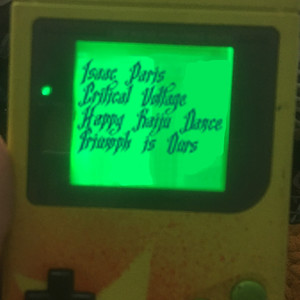 Isaac Paris
Critical Voltage
Happy Kaiju Dance
Triumph is Ours